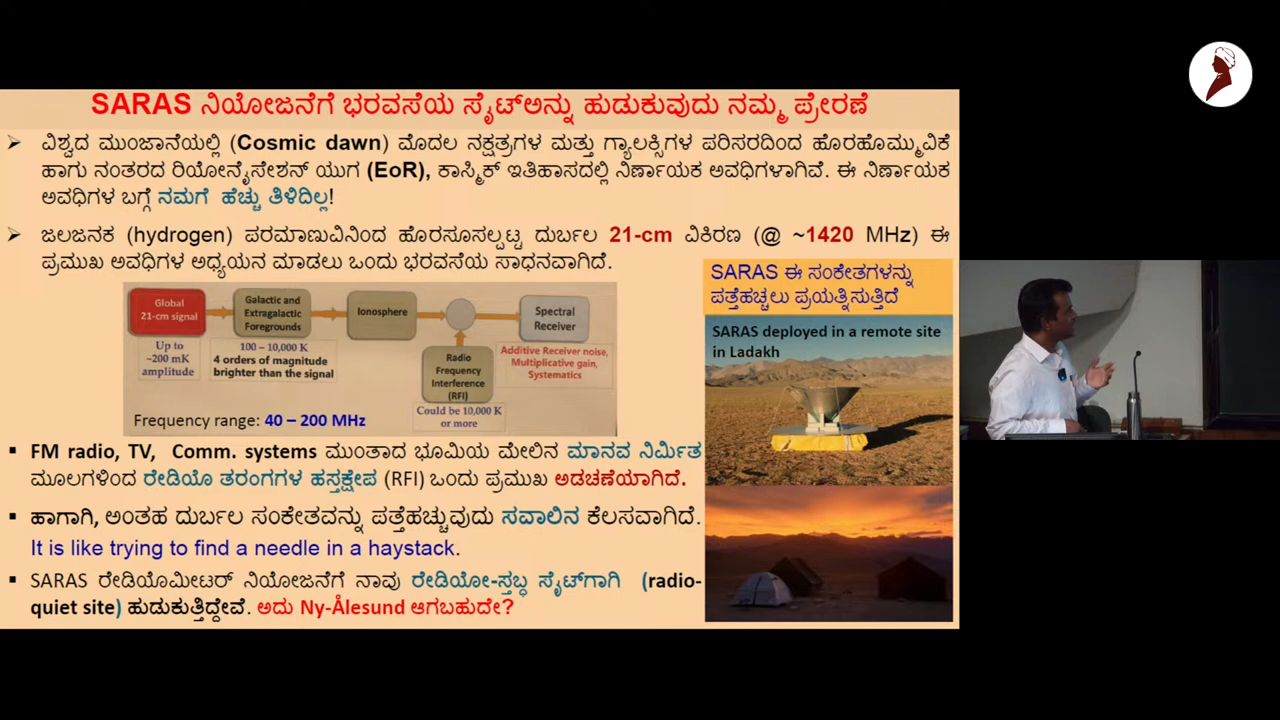 SARAS ನಿಯೋಜನೆಗೆ ಭರವಸೆಯ ಸೈಟ್‌ಅನ್ನು ಹುಡುಕುವುದು ನಮ್ಮ ಪ್ರೇರಣೆ
➢ ವಿಶ್ವದ ಮುಂಜಾನೆಯಲ್ಲಿ (Cosmic dawn) ಮೊದಲ ನಕ್ಷತ್ರಗಳ ಮತ್ತು ಗ್ಯಾಲಕ್ಸಿಗಳ ಪರಿಸರದಿಂದ ಹೊರಹೊಮ್ಮುವಿಕೆ
ಹಾಗು ನಂತರದ ರಿಯೋನೈಸೇಶನ್ ಯುಗ (EoR), ಕಾಸ್ಮಿಕ್ ಇತಿಹಾಸದಲ್ಲಿ ನಿರ್ಣಾಯಕ ಅವಧಿಗಳಾಗಿವೆ. ಈ ನಿರ್ಣಾಯಕ
ಅವಧಿಗಳ ಬಗ್ಗೆ ನಮಗೆ ಹೆಚ್ಚು ತಿಳಿದಿಲ್ಲ!
➢ ಜಲಜನಕ (hydrogen) ಪರಮಾಣುವಿನಿಂದ ಹೊರಸೂಸಲ್ಪಟ್ಟ ದುರ್ಬಲ 21-cm ವಿಕಿರಣ (@ ~1420 MHz) ಈ
ಪ್ರಮುಖ ಅವಧಿಗಳ ಅಧ್ಯಯನ ಮಾಡಲು ಒಂದು ಭರವಸೆಯ ಸಾಧನವಾಗಿದೆ.
Global
21-cm signal
Up to
~200 mK
amplitude
Galactic and
Extragalactic
Foregrounds
100 – 10,000 K
4 orders of magnitude
brighter than the signal
Ionosphere
Radio
Frequency
Interference
(RFI)
Could be 10,000 K
or more
Spectral
Receiver
Additive Receiver noise,
Multiplicative gain,
Systematics
Frequency range: 40 – 200 MHz
SARAS ಈ ಸಂಕೇತಗಳನ್ನು
ಪತ್ತೆಹಚ್ಚಲು ಪ್ರಯತ್ನಿಸುತ್ತಿದೆ
SARAS deployed in a remote site
in Ladakh
▪ FM radio, TV, Comm. systems ಮುಂತಾದ ಭೂಮಿಯ ಮೇಲಿನ ಮಾನವ ನಿರ್ಮಿತ
ಮೂಲಗಳಿಂದ ರೇಡಿಯೊ ತರಂಗಗಳ ಹಸ್ತಕ್ಷೇಪ (RFI) ಒಂದು ಪ್ರಮುಖ ಅಡಚಣೆಯಾಗಿದೆ.
▪ ಹಾಗಾಗಿ, ಅಂತಹ ದುರ್ಬಲ ಸಂಕೇತವನ್ನು ಪತ್ತೆಹಚ್ಚುವುದು ಸವಾಲಿನ ಕೆಲಸವಾಗಿದೆ.
It is like trying to find a needle in a haystack.
▪ SARAS ರೇಡಿಯೊಮೀಟರ್ ನಿಯೋಜನೆಗೆ ನಾವು ರೇಡಿಯೋ-ಸ್ತಬ್ಧ ಸೈಟ್‌ಗಾಗಿ (radio-
quiet site) ಹುಡುಕುತ್ತಿದ್ದೇವೆ. ಅದು Ny-Ålesund ಆಗಬಹುದೇ?